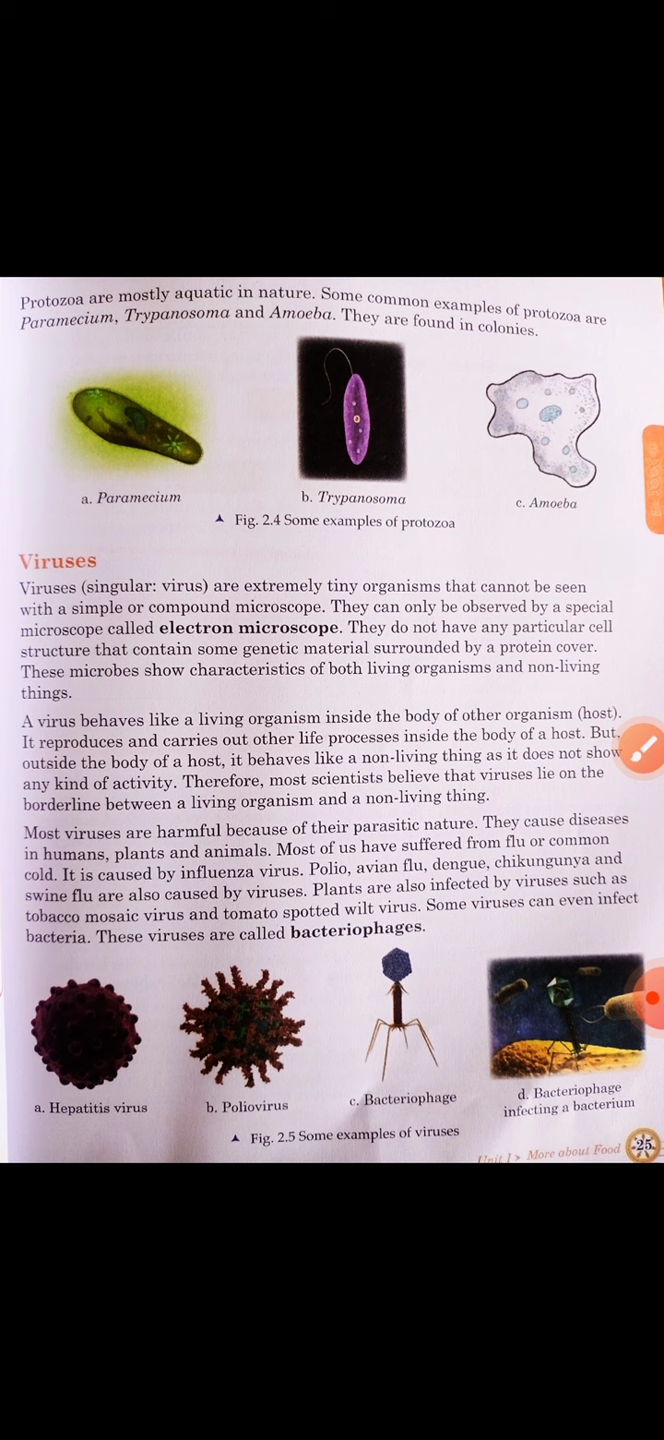 Protozoa are mostly aquatic in nature. Some common examples of protozoa are
Paramecium, Trypanosoma and Amoeba. They are found in colonies.
a. Paramecium
b. Trypanosoma
c. Amoeba
▲ Fig. 2.4 Some examples of protozoa
Viruses
Viruses (singular: virus) are extremely tiny organisms that cannot be seen
with a simple or compound microscope. They can only be observed by a special
microscope called electron microscope. They do not have any particular cell
structure that contain some genetic material surrounded by a protein cover.
These microbes show characteristics of both living organisms and non-living
things.
A virus behaves like a living organism inside the body of other organism (host).
It reproduces and carries out other life processes inside the body of a host. But,
outside the body of a host, it behaves like a non-living thing as it does not show
any kind of activity. Therefore, most scientists believe that viruses lie on the
borderline between a living organism and a non-living thing.
Most viruses are harmful because of their parasitic nature. They cause diseases
in humans, plants and animals. Most of us have suffered from flu or common
cold. It is caused by influenza virus. Polio, avian flu, dengue, chikungunya and
swine flu are also caused by viruses. Plants are also infected by viruses such as
tobacco mosaic virus and tomato spotted wilt virus. Some viruses can even infect
bacteria. These viruses are called bacteriophages.
a. Hepatitis virus
b. Poliovirus
c. Bacteriophage
d. Bacteriophage
infecting a bacterium
▲ Fig. 2.5 Some examples of viruses
Unit I > More about Food
25